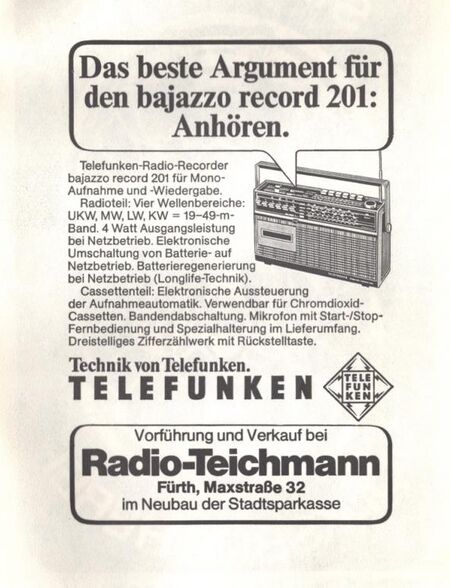 Das beste Argument für
den bajazzo record 201:
Anhören.
Telefunken-Radio-Recorder
bajazzo record 201 für Mono-
Aufnahme und -Wiedergabe.
Radioteil: Vier Wellenbereiche:
UKW, MW, LW, KW = 19–49-m-
Band. 4 Watt Ausgangsleistung
bei Netzbetrieb. Elektronische
Umschaltung von Batterie- auf
Netzbetrieb. Batterieregenerierung
bei Netzbetrieb (Longlife-Technik).
Cassettenteil: Elektronische Aussteuerung
der Aufnahmeautomatik. Verwendbar für Chromdioxid-
Cassetten. Bandendabschaltung. Mikrofon mit Start-/Stop-
Fernbedienung und Spezialhalterung im Lieferumfang.
Dreistelliges Zifferzählwerk mit Rückstelltaste.
Technik von Telefunken.
TELEFUNKEN
TELE
FUN
KEN
Vorführung und Verkauf bei
Radio-Teichmann
Fürth, Maxstraße 32
im Neubau der Stadtsparkasse